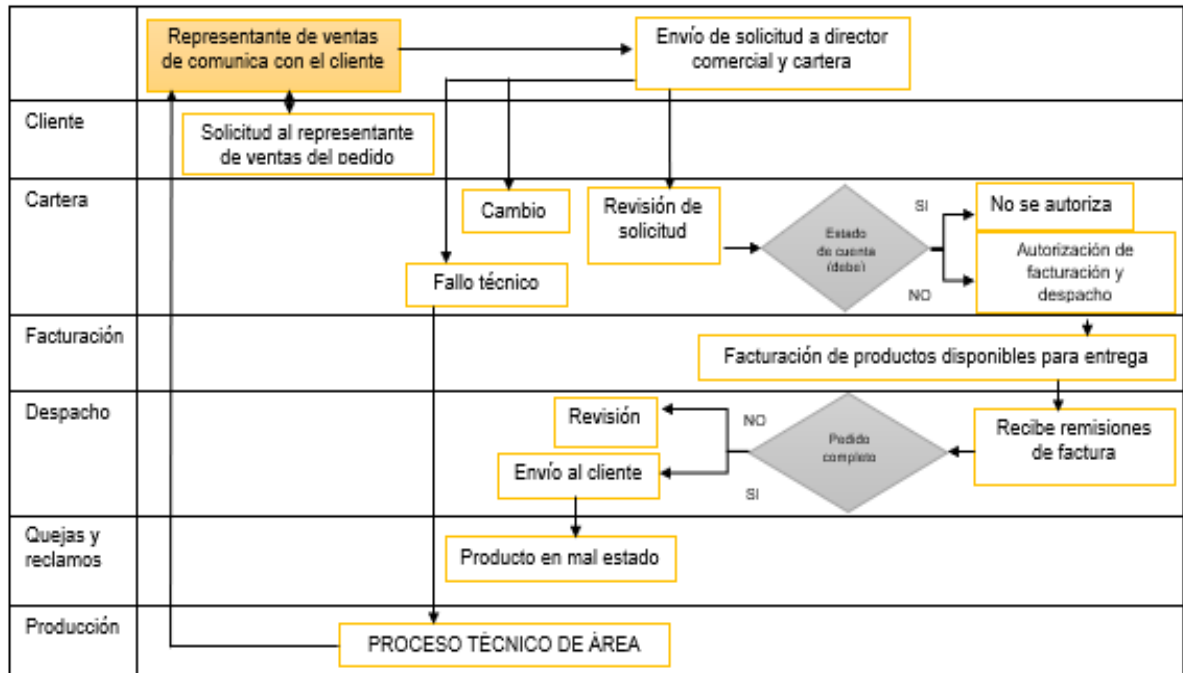 Representante de ventas
de comunica con el cliente
Envío de solicitud a director
comercial y cartera
Cliente
Solicitud al representante
de ventas del pedido
Cartera
Cambio
Revisión de
solicitud
Fallo técnico
Estado
de cuenta
(debe)
SI
NO
No se autoriza
Autorización de
facturación y
despacho
Facturación
Facturación de productos disponibles para entrega
Despacho
Revisión
Envío al cliente
NO
SI
Pedido
completo
Recibe remisiones
de factura
Quejas y
reclamos
Producto en mal estado
Producción
PROCESO TÉCNICO DE ÁREA